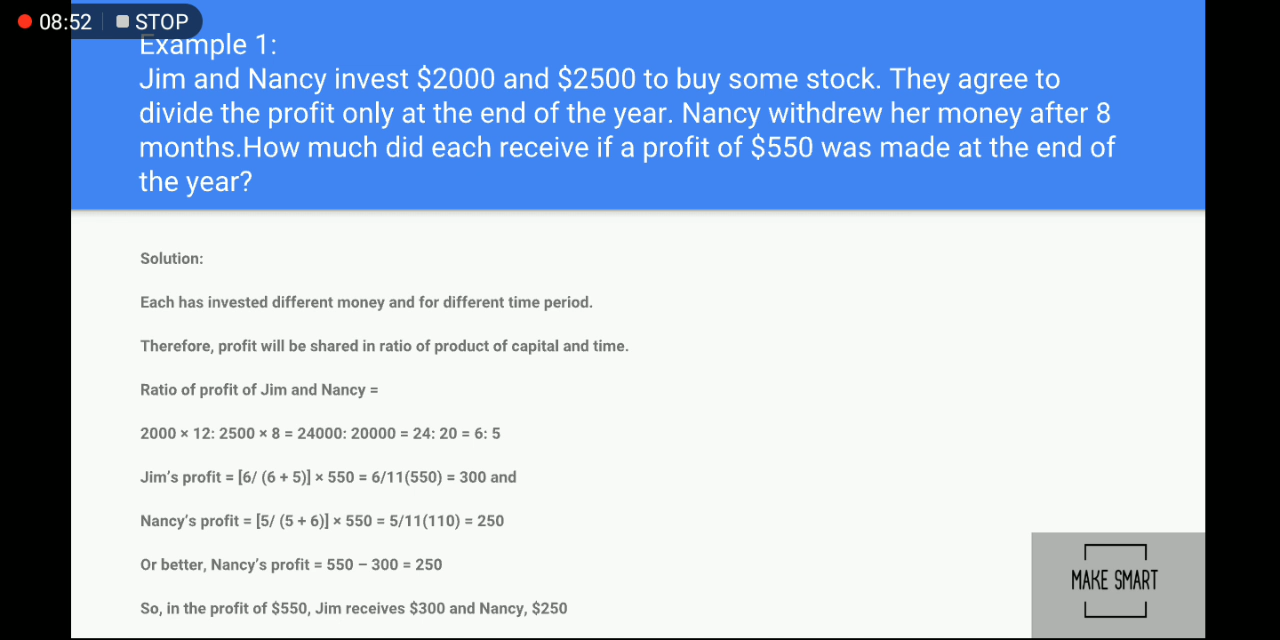 08:52 STOP
Example 1:
Jim and Nancy invest $2000 and $2500 to buy some stock. They agree to
divide the profit only at the end of the year. Nancy withdrew her money after 8
months.How much did each receive if a profit of $550 was made at the end of
the year?
Solution:
Each has invested different money and for different time period.
Therefore, profit will be shared in ratio of product of capital and time.
Ratio of profit of Jim and Nancy =
2000 × 12: 2500 × 8 = 24000: 20000 = 24: 20 = 6: 5
Jim’s profit = [6/ (6 + 5)] × 550 = 6/11(550) = 300 and
Nancy’s profit = [5/ (5 + 6)] × 550 = 5/11(110) = 250
Or better, Nancy’s profit = 550 – 300 = 250
So, in the profit of $550, Jim receives $300 and Nancy, $250
MAKE SMART